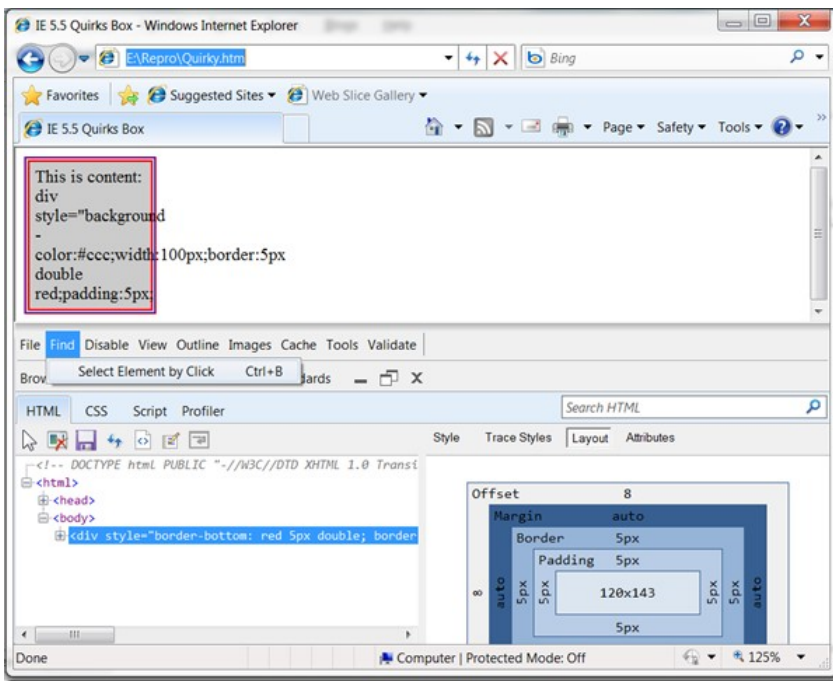 IE 5.5 Quirks Box - Windows Internet Explorer
E:\Repro\Quirky.htm
Bing
Favorites Suggested Sites Web Slice Gallery
IE 5.5 Quirks Box
Page Safety Tools
This is content:
div
style="background
-
color:#ccc;width:100px;border:5px
double
red;padding:5px;
File Find Disable View Outline Images Cache Tools Validate
Select Element by Click Ctrl+B
HTML CSS Script Profiler
Search HTML
Style Trace Styles Layout Attributes
<!-- DOCTYPE html PUBLIC "-//W3C//DTD XHTML 1.0 Transi
<html>
<head>
<body>
<div style="border-bottom: red 5px double; border
Offset 8
Margin auto
Border 5px
Padding 5px
8 auto 5px 5px 120x143 5px 5px auto
5px
Done
Computer | Protected Mode: Off
125%